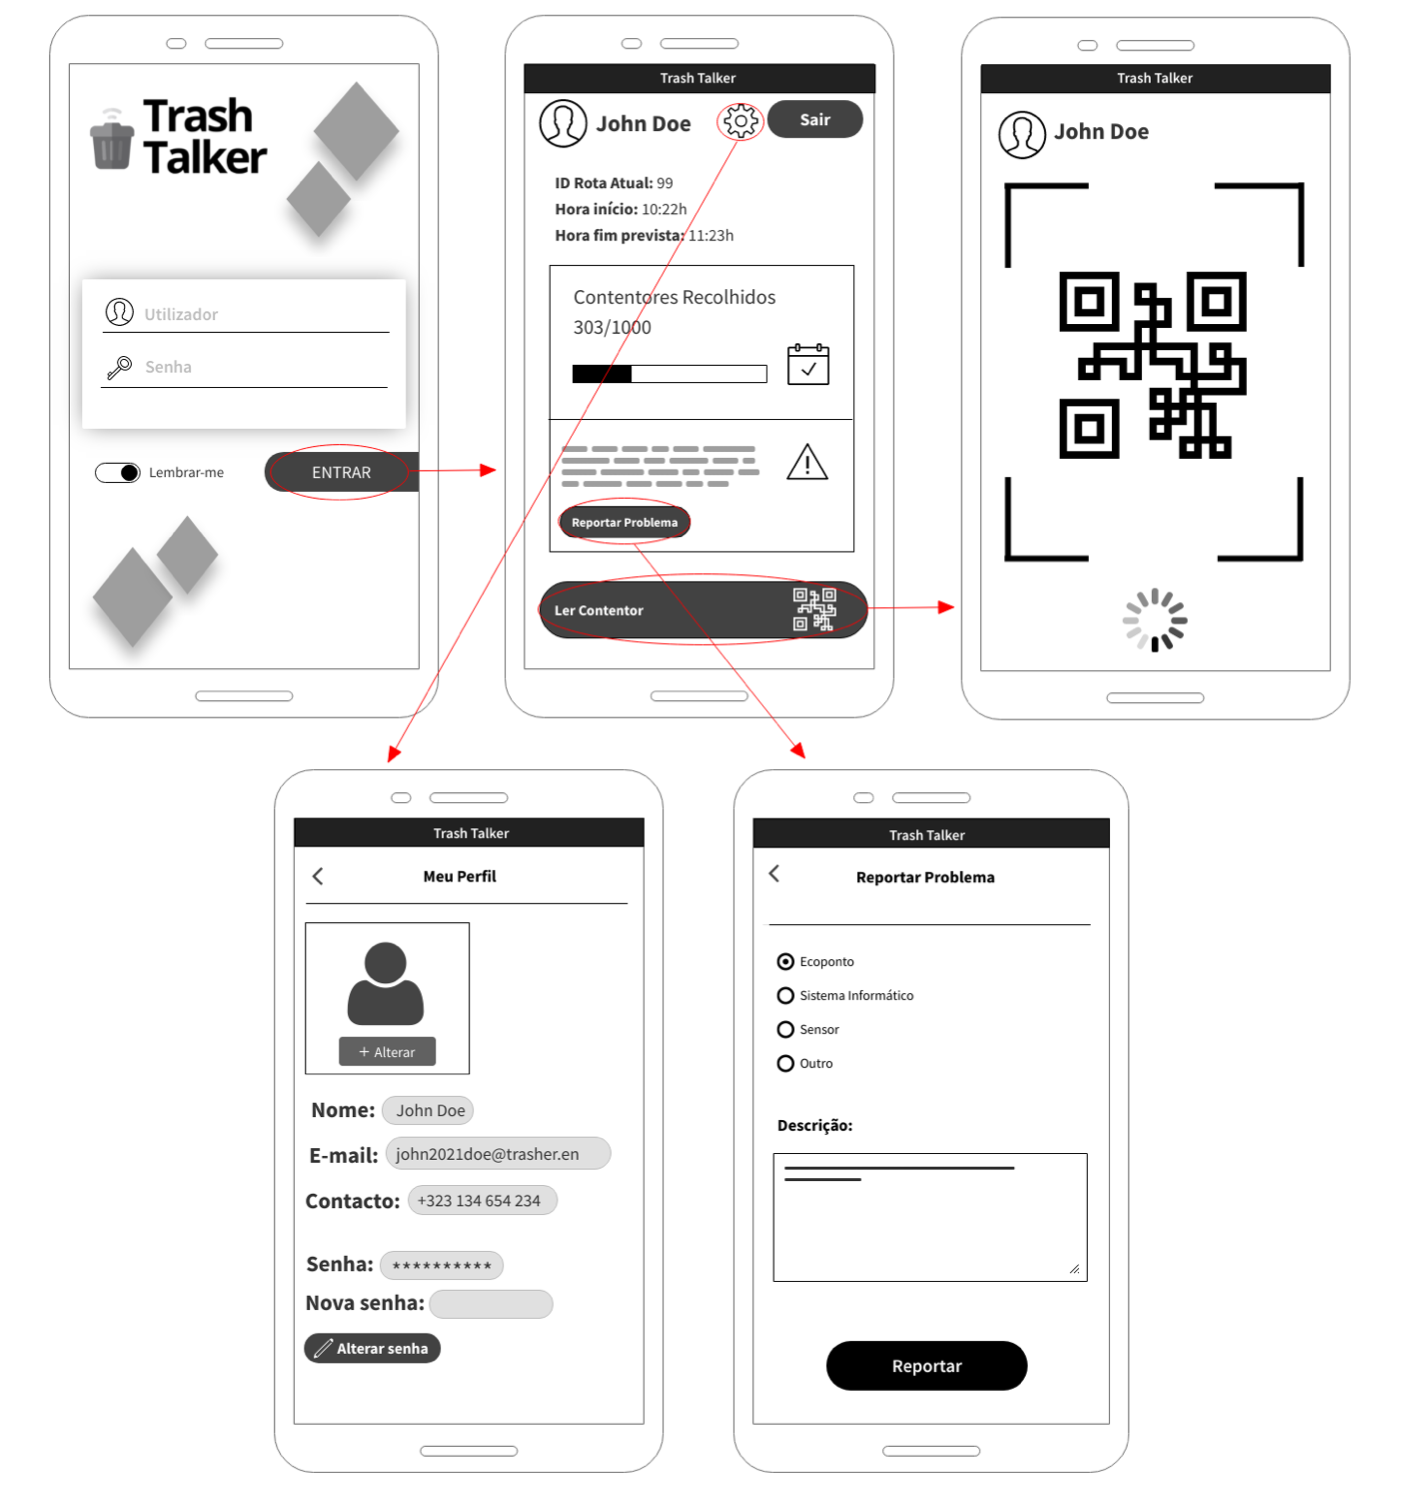 Trash
Talker
Utilizador
Senha
Lembrar-me
ENTRAR
Trash Talker
John Doe
Sair
ID Rota Atual: 99
Hora início: 10:22h
Hora fim prevista: 11:23h
Contentores Recolhidos
303/1000
Reportar Problema
Ler Contentor
Trash Talker
John Doe
Trash Talker
Meu Perfil
+ Alterar
Nome: John Doe
E-mail: john2021doe@trasher.en
Contacto: +323 134 654 234
Senha: **********
Nova senha:
Alterar senha
Trash Talker
Reportar Problema
Ecoponto
Sistema Informático
Sensor
Outro
Descrição:
Reportar